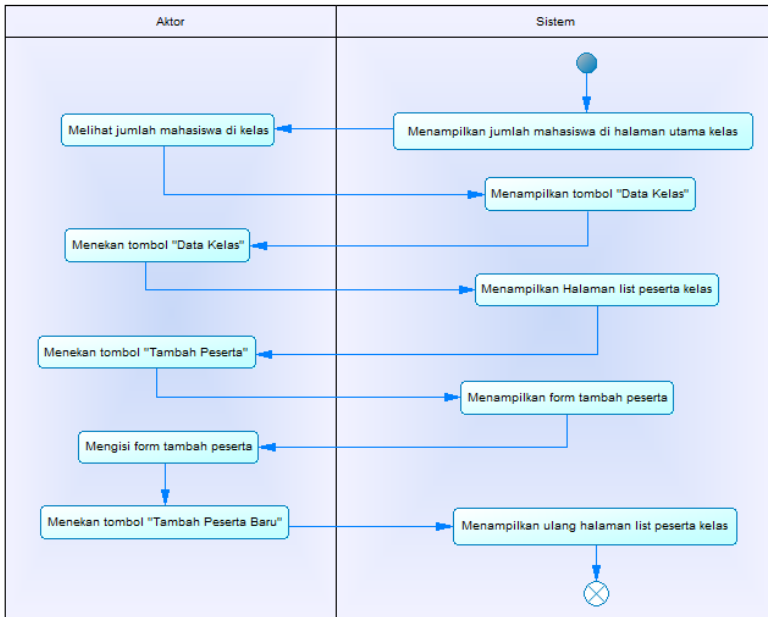 Aktor
Sistem
Menampilkan jumlah mahasiswa di halaman utama kelas
Melihat jumlah mahasiswa di kelas
Menampilkan tombol "Data Kelas"
Menekan tombol "Data Kelas"
Menampilkan Halaman list peserta kelas
Menekan tombol "Tambah Peserta"
Menampilkan form tambah peserta
Mengisi form tambah peserta
Menekan tombol "Tambah Peserta Baru"
Menampilkan ulang halaman list peserta kelas